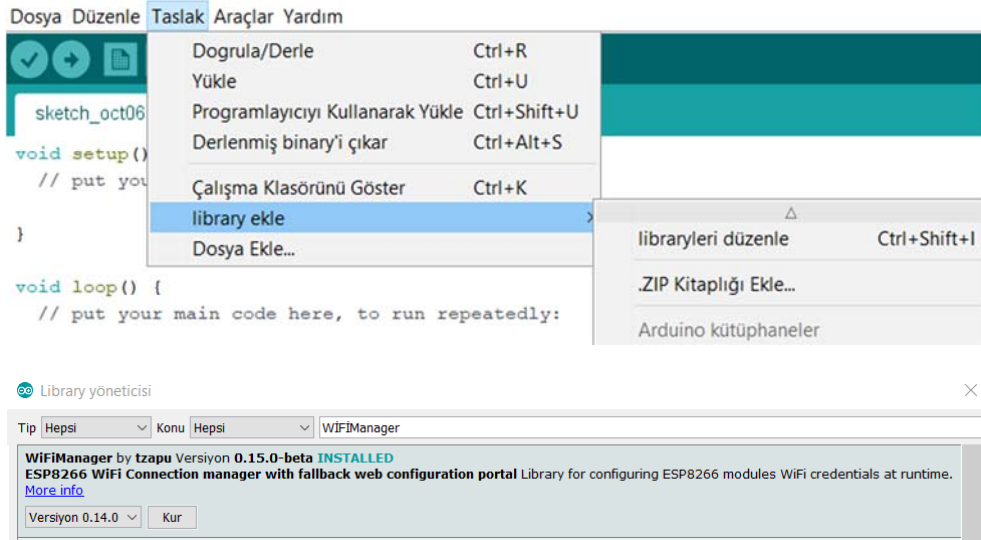 Dosya Düzenle Taslak Araçlar Yardım
Dogrula/Derle Ctrl+R
Yükle Ctrl+U
Programlayıcıyı Kullanarak Yükle Ctrl+Shift+U
Derlenmiş binary'i çıkar Ctrl+Alt+S
Çalışma Klasörünü Göster Ctrl+K
library ekle
Dosya Ekle...
libraryleri düzenle Ctrl+Shift+I
.ZIP Kitaplığı Ekle...
Arduino kütüphaneler
sketch_oct06
void setup()
// put you
}
void loop() {
// put your main code here, to run repeatedly:
Library yöneticisi
Tip Hepsi Konu Hepsi WİFİManager
WiFiManager by tzapu Versiyon 0.15.0-beta INSTALLED
ESP8266 WiFi Connection manager with fallback web configuration portal Library for configuring ESP8266 modules WiFi credentials at runtime.
More info
Versiyon 0.14.0 Kur